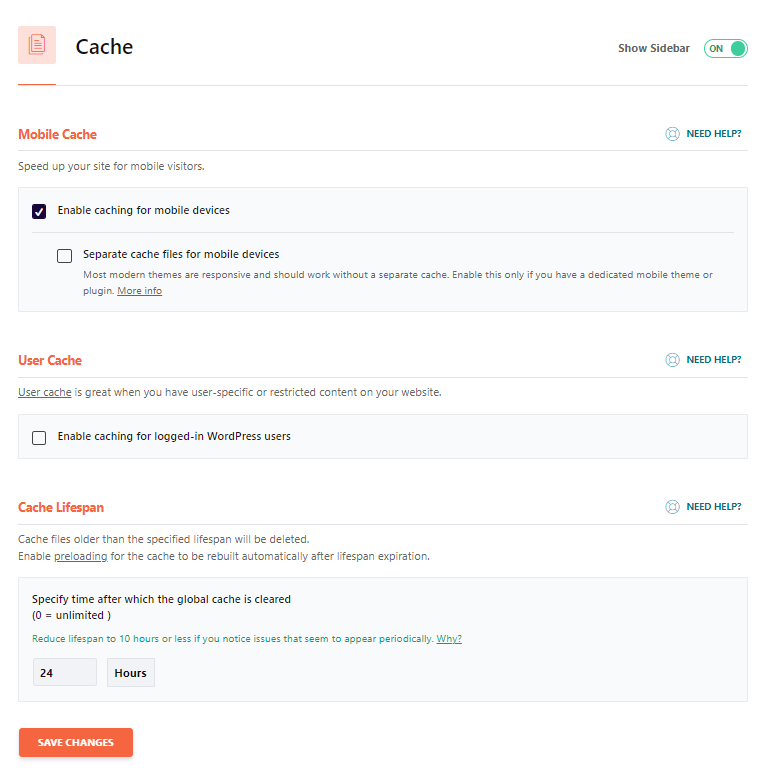 Cache
Show Sidebar
ON
Mobile Cache
NEED HELP?
Speed up your site for mobile visitors.
Enable caching for mobile devices
Separate cache files for mobile devices
Most modern themes are responsive and should work without a separate cache. Enable this only if you have a dedicated mobile theme or
plugin. More info
User Cache
NEED HELP?
User cache is great when you have user-specific or restricted content on your website.
Enable caching for logged-in WordPress users
Cache Lifespan
NEED HELP?
Cache files older than the specified lifespan will be deleted.
Enable preloading for the cache to be rebuilt automatically after lifespan expiration.
Specify time after which the global cache is cleared
(0 = unlimited )
Reduce lifespan to 10 hours or less if you notice issues that seem to appear periodically. Why?
24
Hours
SAVE CHANGES